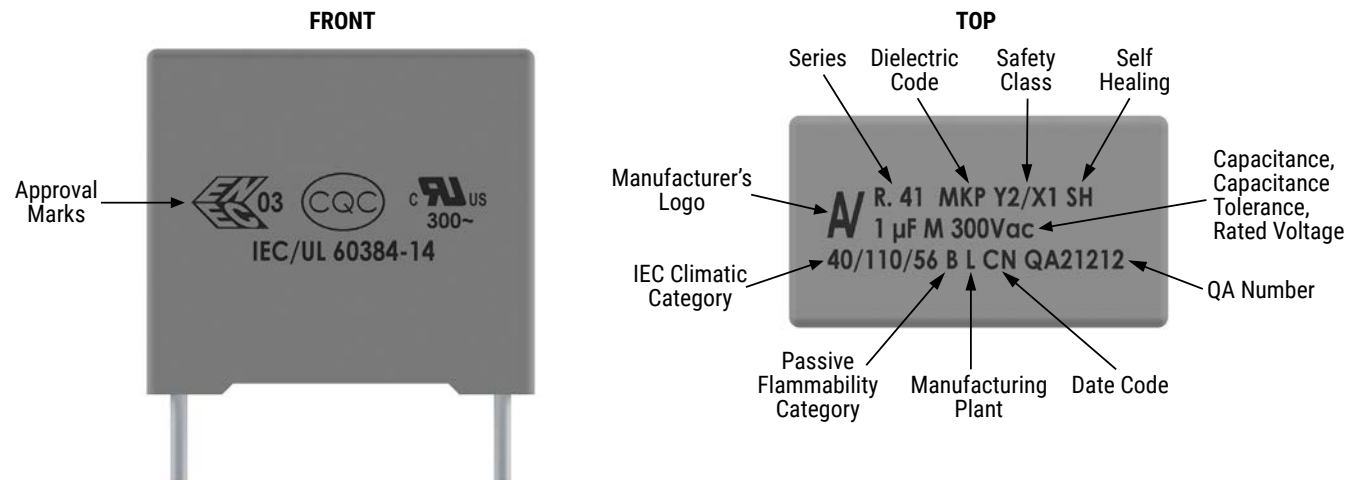 FRONT
Approval
Marks
ENEC 03 CQC C RU US
300~
IEC/UL 60384-14
TOP
Series
Dielectric
Code
Safety
Class
Self
Healing
Manufacturer's
Logo
R. 41 MKP Y2/X1 SH
1 µF M 300Vac
40/110/56 B L CN QA21212
Capacitance,
Capacitance
Tolerance,
Rated Voltage
IEC Climatic
Category
QA Number
Passive
Flammability
Category
Manufacturing
Plant
Date Code